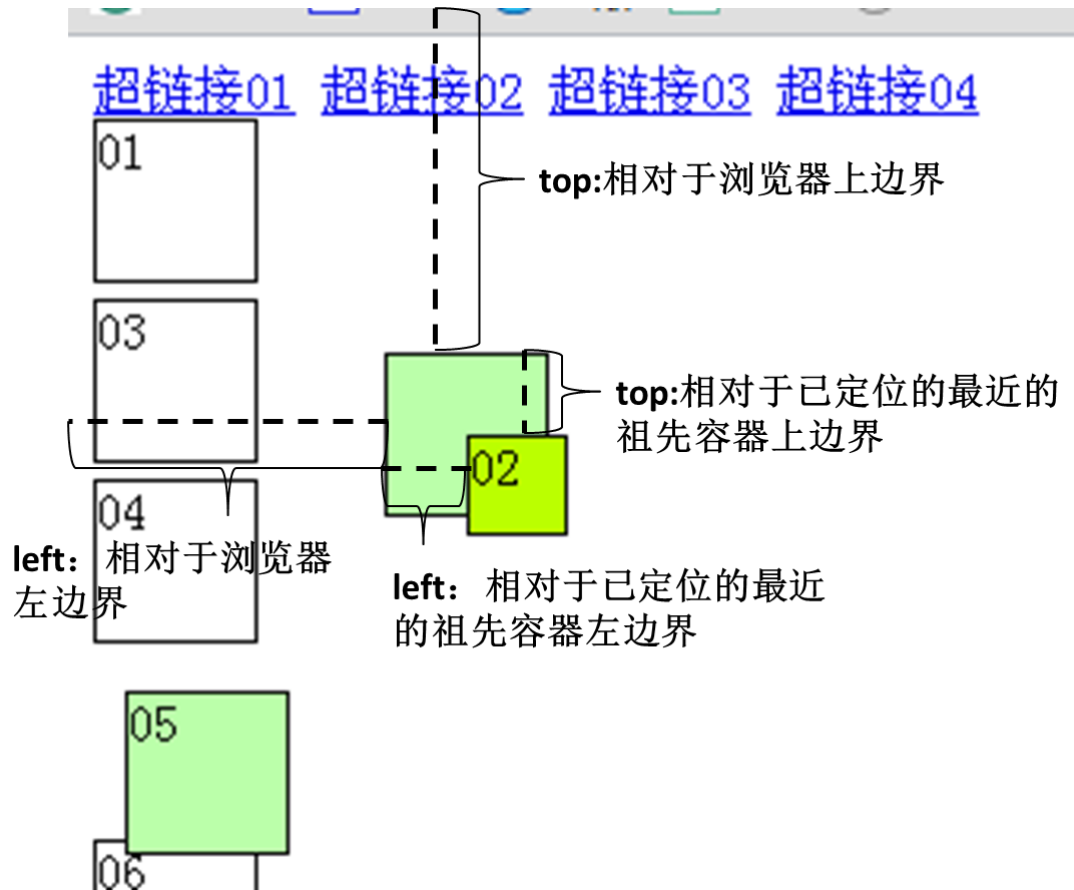 超链接01 超链接02 超链接03 超链接04
01
top:相对于浏览器上边界
03
top:相对于已定位的最近的
祖先容器上边界
02
04
left：相对于浏览器
左边界
left：相对于已定位的最近
的祖先容器左边界
05
06